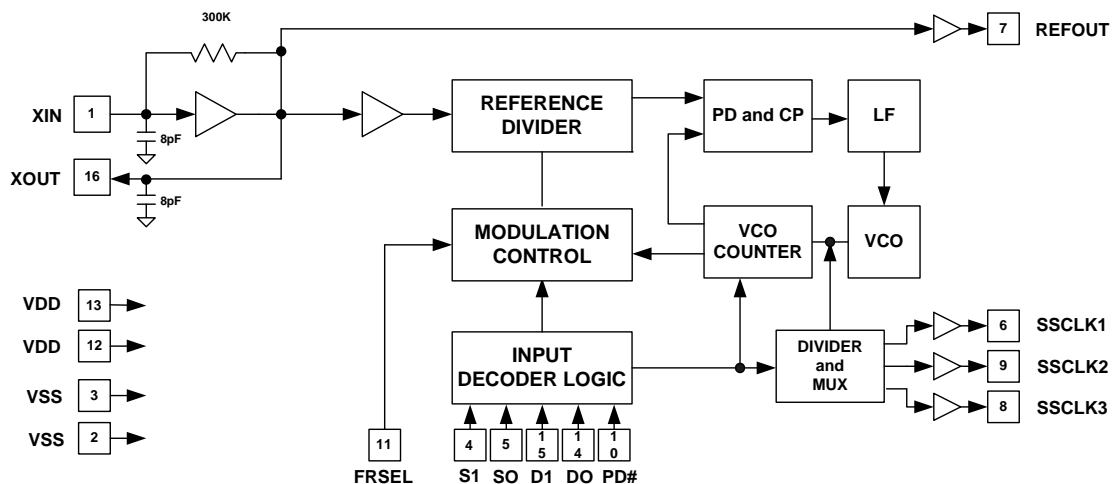 300K
7 REFOUT
XIN 1
8pF
REFERENCE
DIVIDER
PD and CP
LF
XOUT 16
8pF
MODULATION
CONTROL
VCO
COUNTER
VCO
VDD 13
VDD 12
VSS 3
VSS 2
INPUT
DECODER LOGIC
DIVIDER
and
MUX
6 SSCLK1
9 SSCLK2
8 SSCLK3
11 4 5 15 14 10
FRSEL S1 SO D1 DO PD#